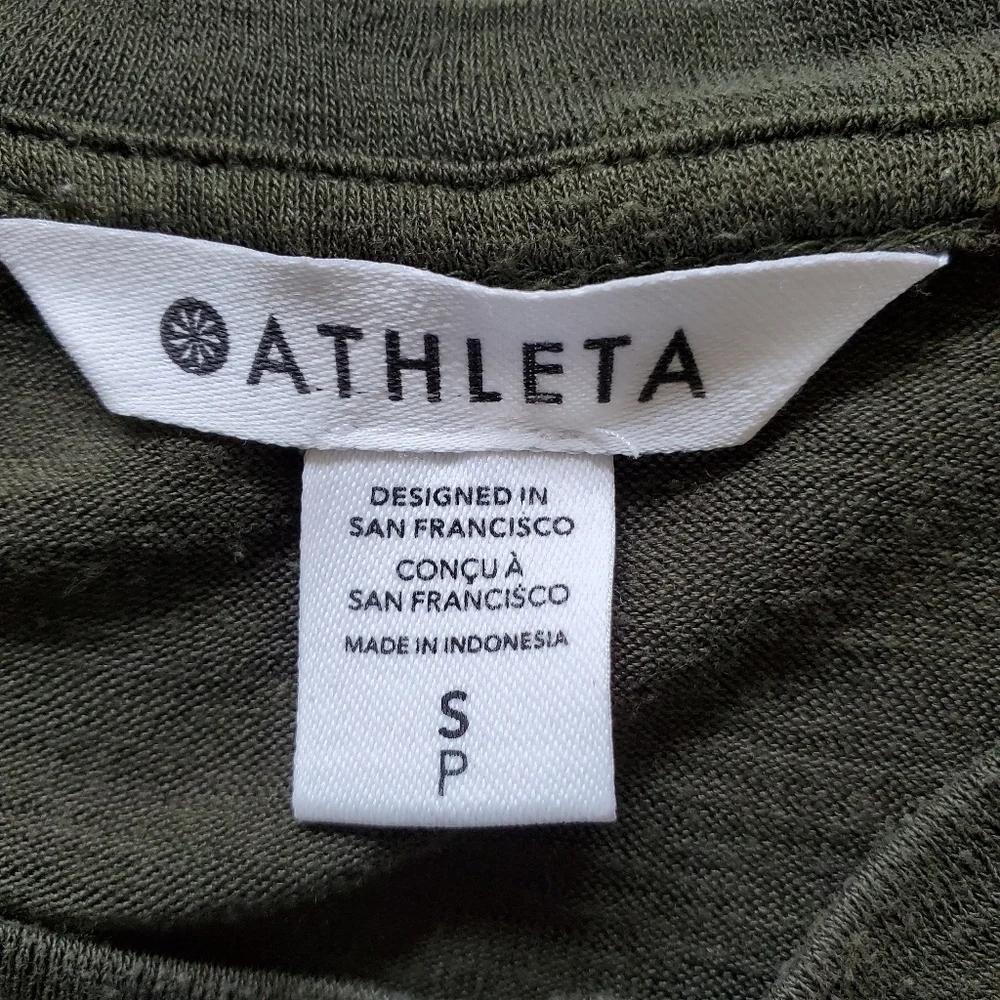 ATHLETA
DESIGNED IN
SAN FRANCISCO
CONÇU À
SAN FRANCISCO
MADE IN INDONESIA
S
P